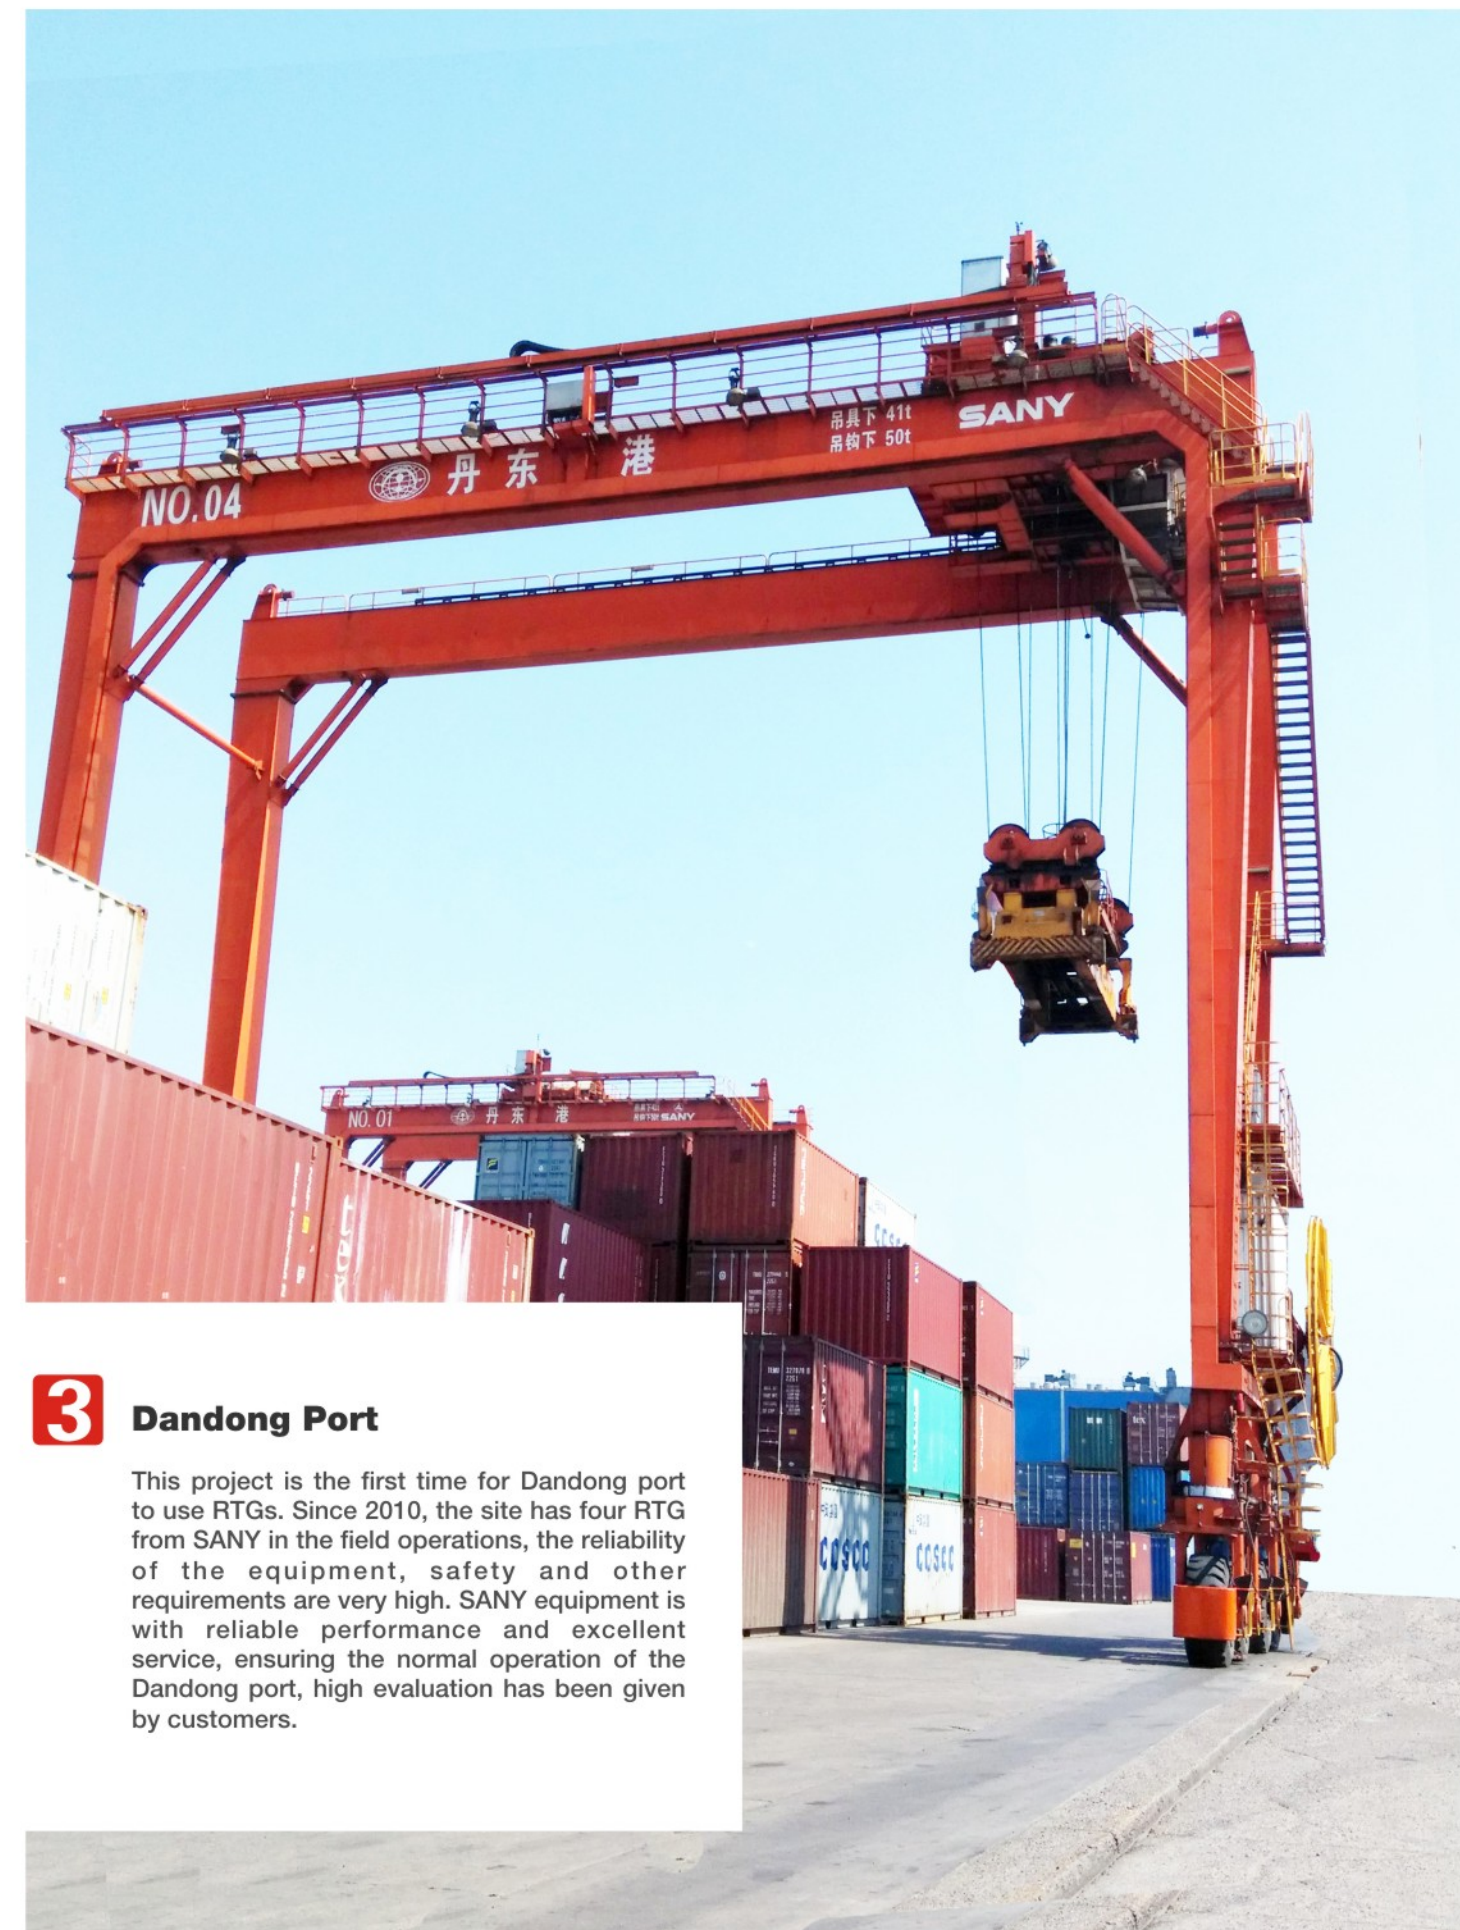 NO.04
丹东 港
吊具下 41t
吊钩下 50t
SANY
NO. 01
丹东 港
SANY
COSCO
COSCO
3
Dandong Port
This project is the first time for Dandong port
to use RTGs. Since 2010, the site has four RTG
from SANY in the field operations, the reliability
of the equipment, safety and other
requirements are very high. SANY equipment is
with reliable performance and excellent
service, ensuring the normal operation of the
Dandong port, high evaluation has been given
by customers.